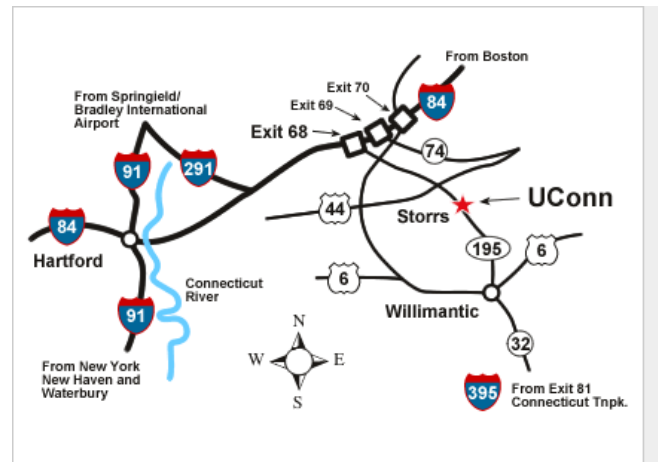 From Boston
Exit 70
84
From Springield/
Bradley International
Airport
Exit 69
Exit 68
74
91
291
UConn
44
Storrs
84
195
6
Hartford
Connecticut
River
6
91
Willimantic
N
32
W
E
From New York
New Haven and
Waterbury
S
395
From Exit 81
Connecticut Tnpk.